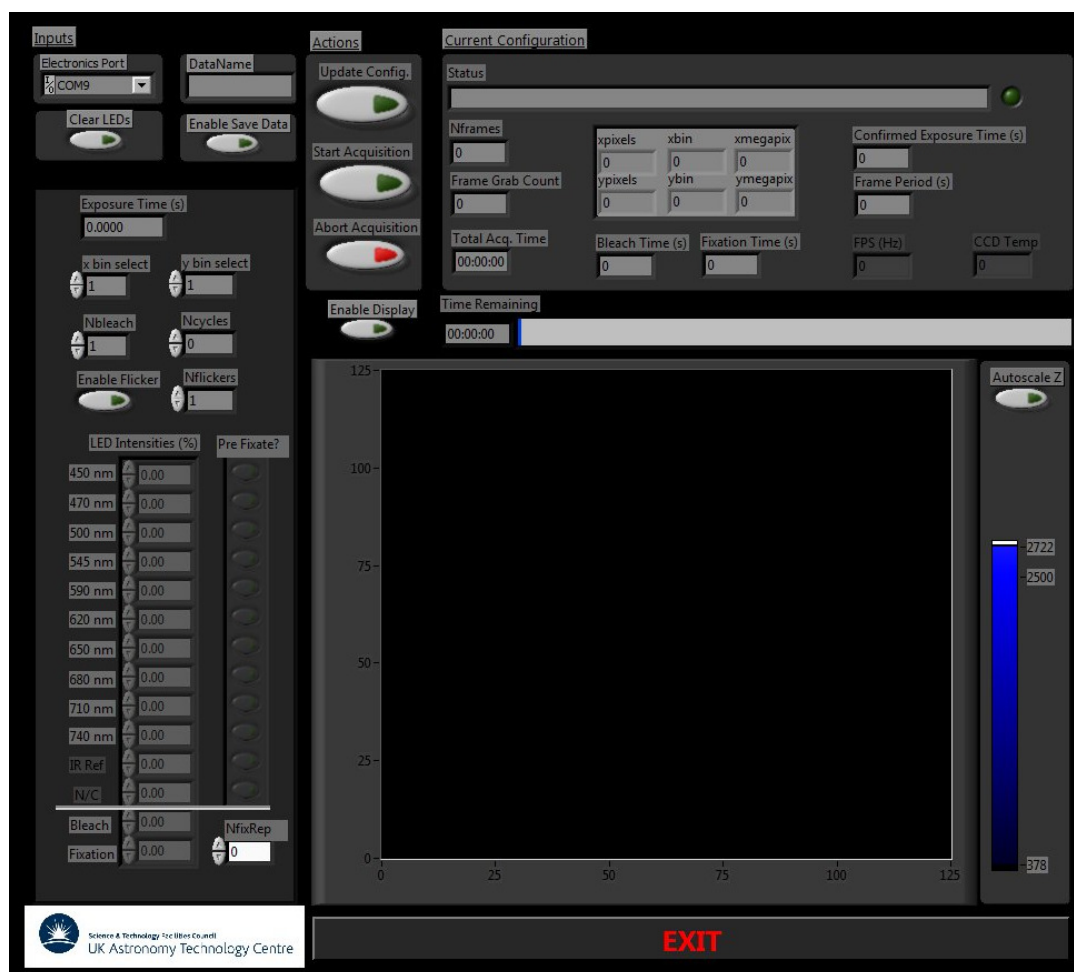 Inputs
Electronics Port
COM9
DataName
Clear LEDs
Enable Save Data
Exposure Time (s)
0.0000
x bin select
y bin select
1
1
Nbleach
Ncycles
1
0
Enable Flicker
Nflickers
1
LED Intensities (%)
Pre Fixate?
450 nm 0.00
470 nm 0.00
500 nm 0.00
545 nm 0.00
590 nm 0.00
620 nm 0.00
650 nm 0.00
680 nm 0.00
710 nm 0.00
740 nm 0.00
IR Ref 0.00
N/C 0.00
Bleach 0.00
Fixation 0.00
NfixRep
0
Science & Technology Facilities Council
UK Astronomy Technology Centre
Actions
Update Config.
Start Acquisition
Abort Acquisition
Enable Display
Current Configuration
Status
Nframes
0
Frame Grab Count
0
Total Acq. Time
00:00:00
xpixels xbin xmegapix
0 0 0
ypixels ybin ymegapix
0 0 0
Bleach Time (s)
0
Fixation Time (s)
0
Confirmed Exposure Time (s)
0
Frame Period (s)
0
FPS (Hz)
0
CCD Temp
0
Time Remaining
00:00:00
125
100
75
50
25
0
0 25 50 75 100 125
Autoscale Z
2722
2500
378
EXIT